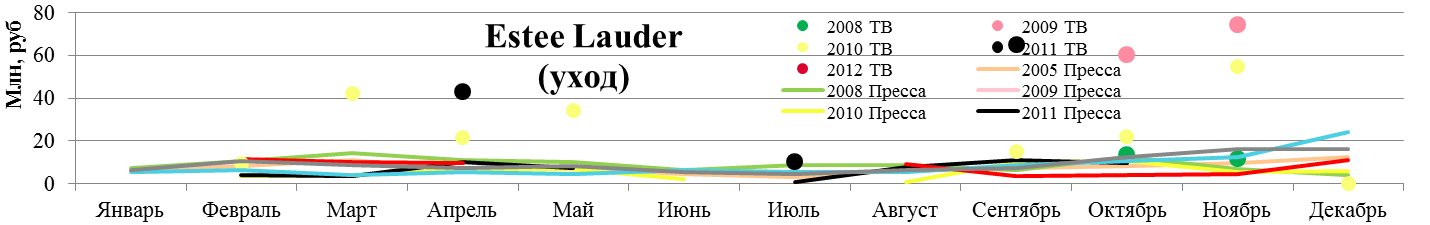 Estee Lauder
(уход)
Млн, руб
80
60
40
20
0
2008 ТВ
2009 ТВ
2010 ТВ
2011 ТВ
2012 ТВ
2005 Пресса
2008 Пресса
2009 Пресса
2010 Пресса
2011 Пресса
Январь Февраль Март Апрель Май Июнь Июль Август Сентябрь Октябрь Ноябрь Декабрь